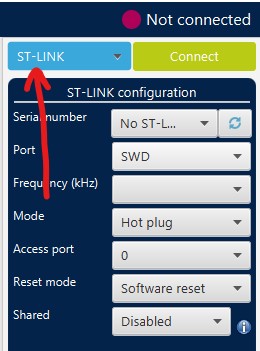 Not connected
ST-LINK
Connect
ST-LINK configuration
Serial number No ST-L...
Port SWD
Frequency (kHz)
Mode Hot plug
Access port 0
Reset mode Software reset
Shared Disabled